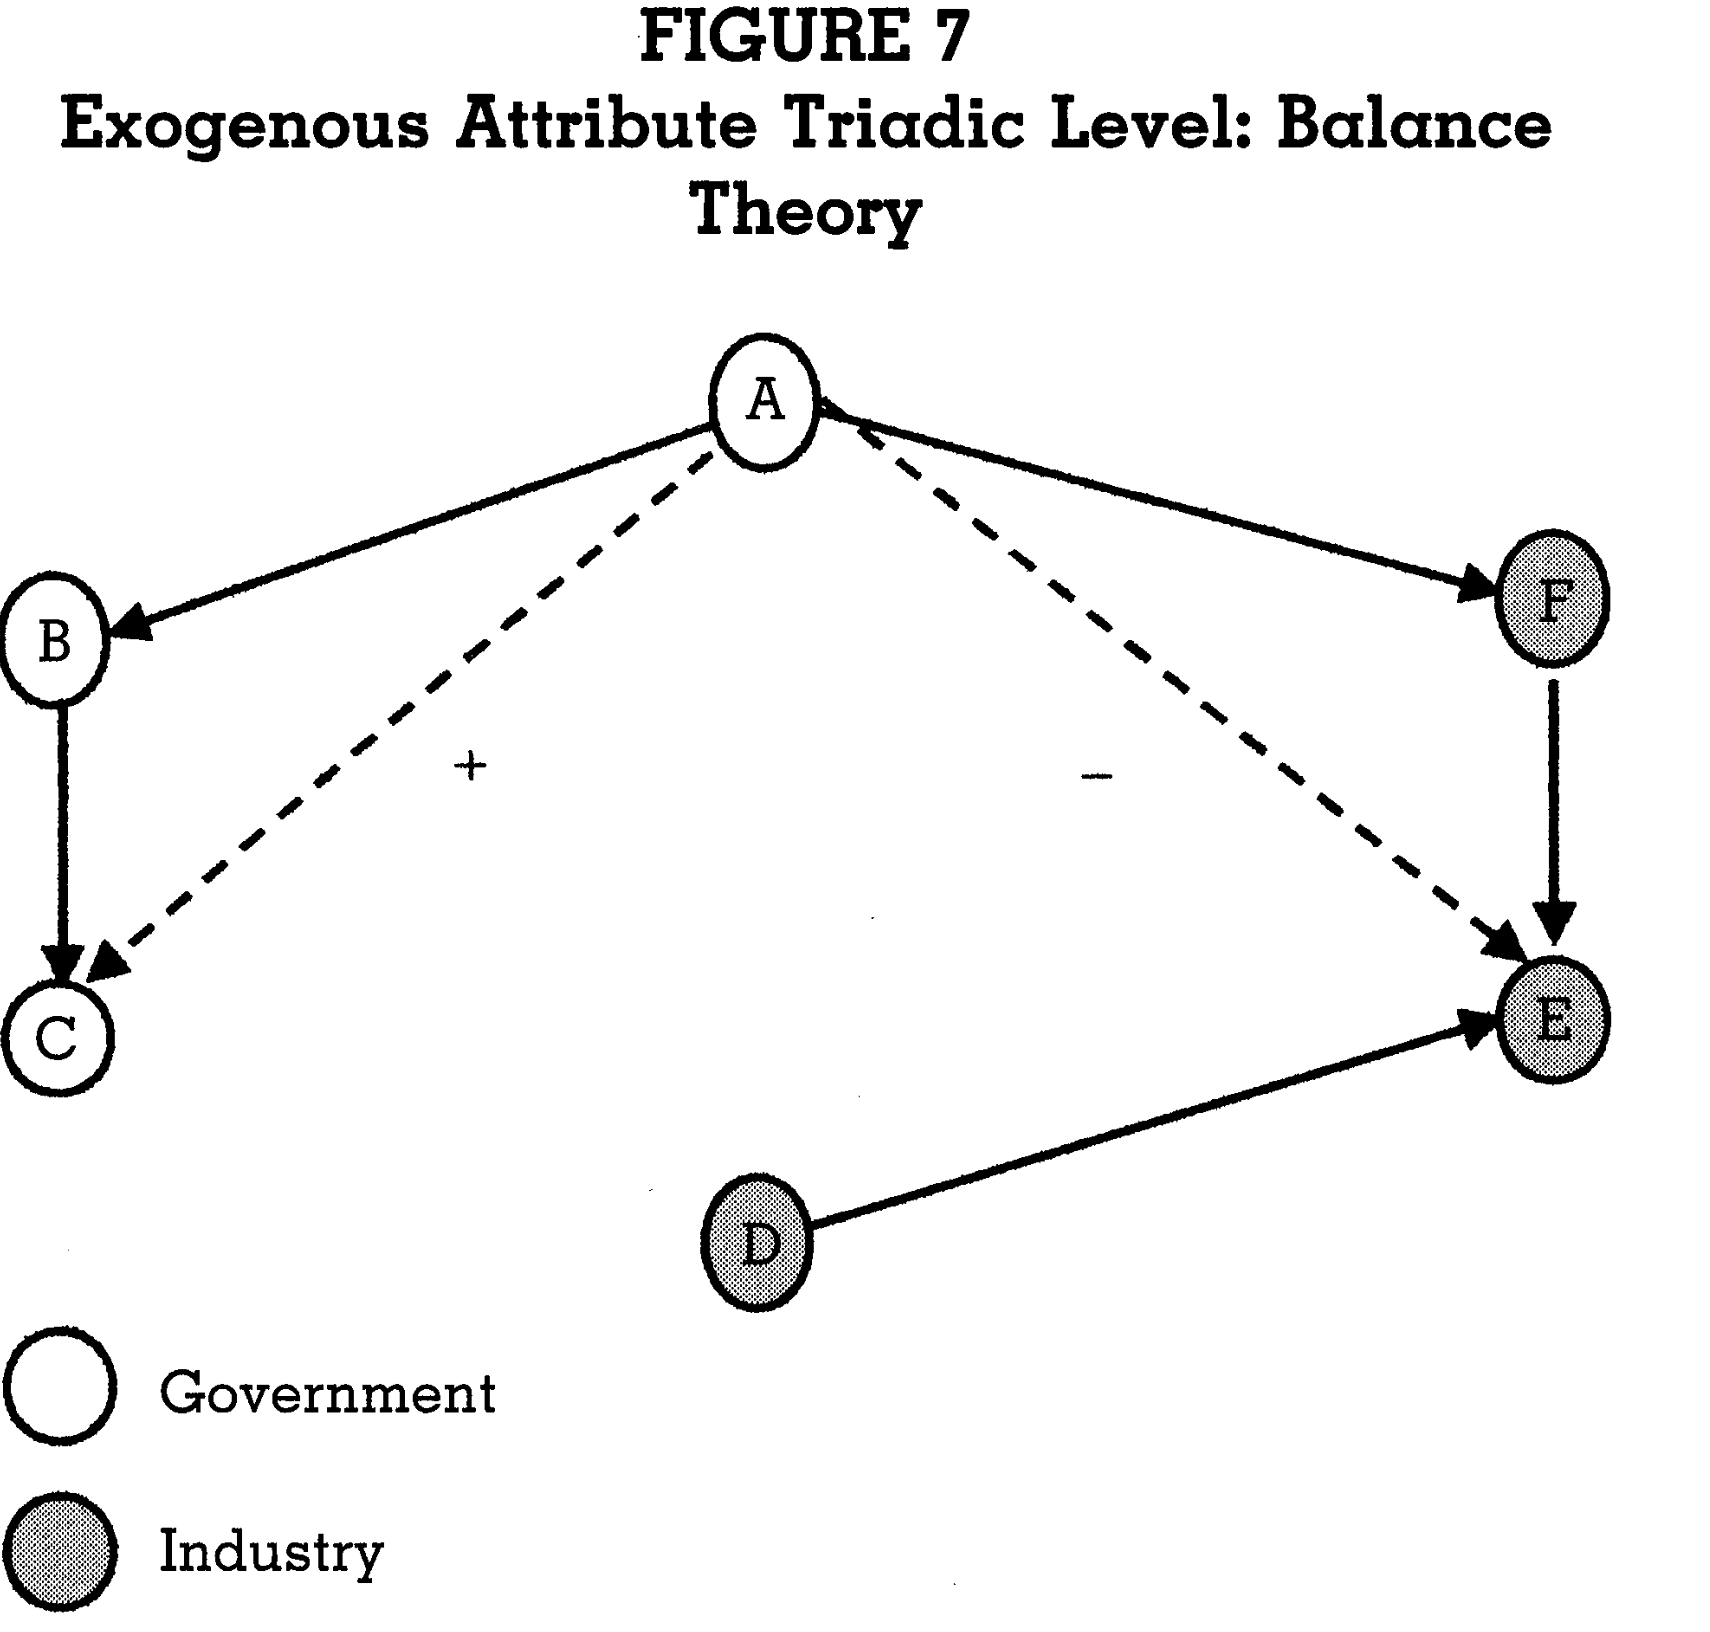 FIGURE 7
Exogenous Attribute Triadic Level: Balance
Theory
A
B
F
+
−
C
E
D
Government
Industry